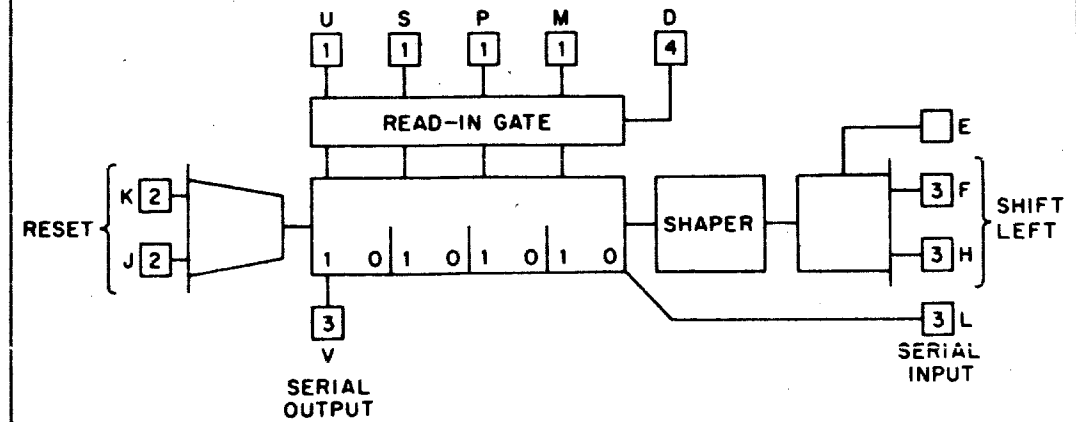 U S P M D
1 1 1 1 4
READ-IN GATE
E
K 2
3 F
RESET
SHAPER
SHIFT
LEFT
J 2
3 H
1 0 1 0 1 0 1 0
3
3 L
V
SERIAL
INPUT
SERIAL
OUTPUT